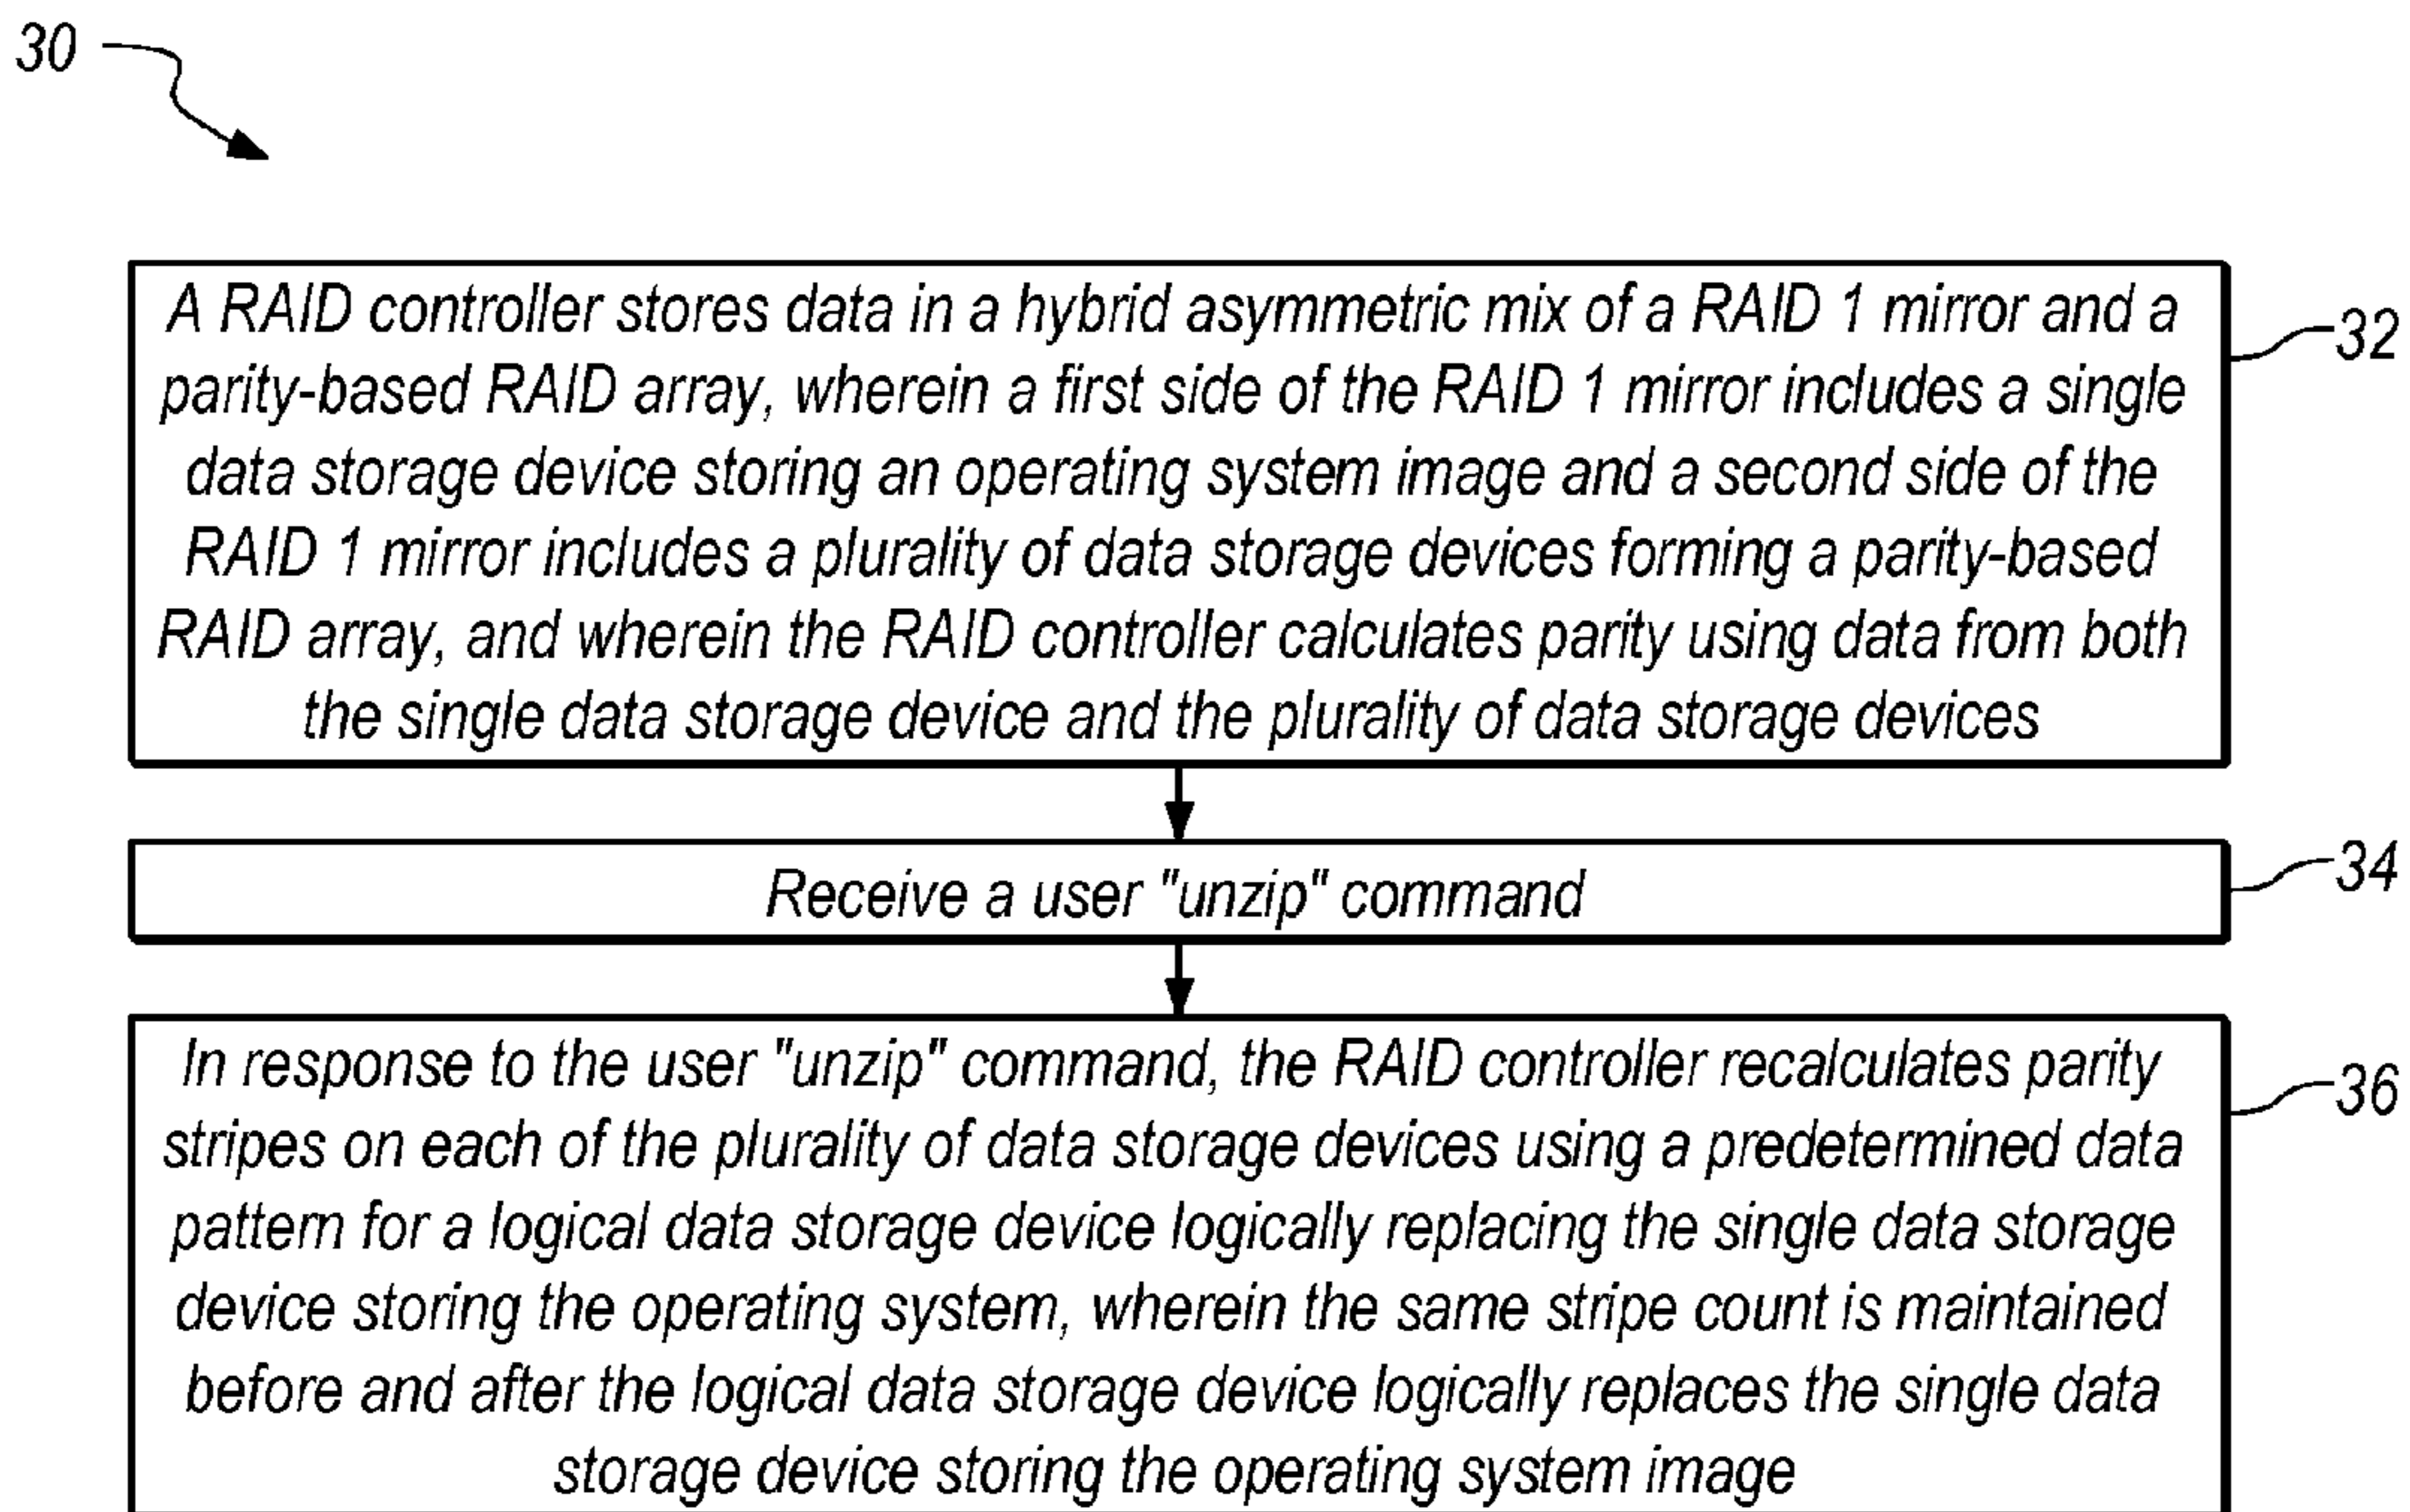 30
A RAID controller stores data in a hybrid asymmetric mix of a RAID 1 mirror and a
parity-based RAID array, wherein a first side of the RAID 1 mirror includes a single
data storage device storing an operating system image and a second side of the
RAID 1 mirror includes a plurality of data storage devices forming a parity-based
RAID array, and wherein the RAID controller calculates parity using data from both
the single data storage device and the plurality of data storage devices
32
Receive a user "unzip" command
34
In response to the user "unzip" command, the RAID controller recalculates parity
stripes on each of the plurality of data storage devices using a predetermined data
pattern for a logical data storage device logically replacing the single data storage
device storing the operating system, wherein the same stripe count is maintained
before and after the logical data storage device logically replaces the single data
storage device storing the operating system image
36